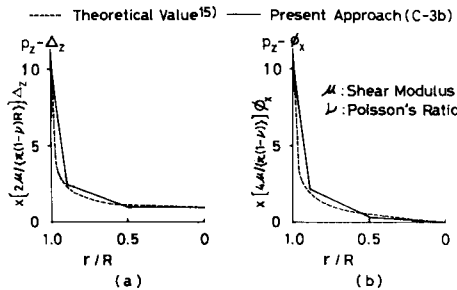 ----- Theoretical Value15) —— Present Approach (C-3b)
Pz-Δz
Pz-ϕx
μ: Shear Modulus
ν: Poisson's Ratio
x [2μ/{π(1-ν)R}] Δz
x [4μ/{π(1-ν)}] ϕx
10
5
0
10
5
0
1.0 0.5 0
1.0 0.5 0
r / R
r / R
(a)
(b)